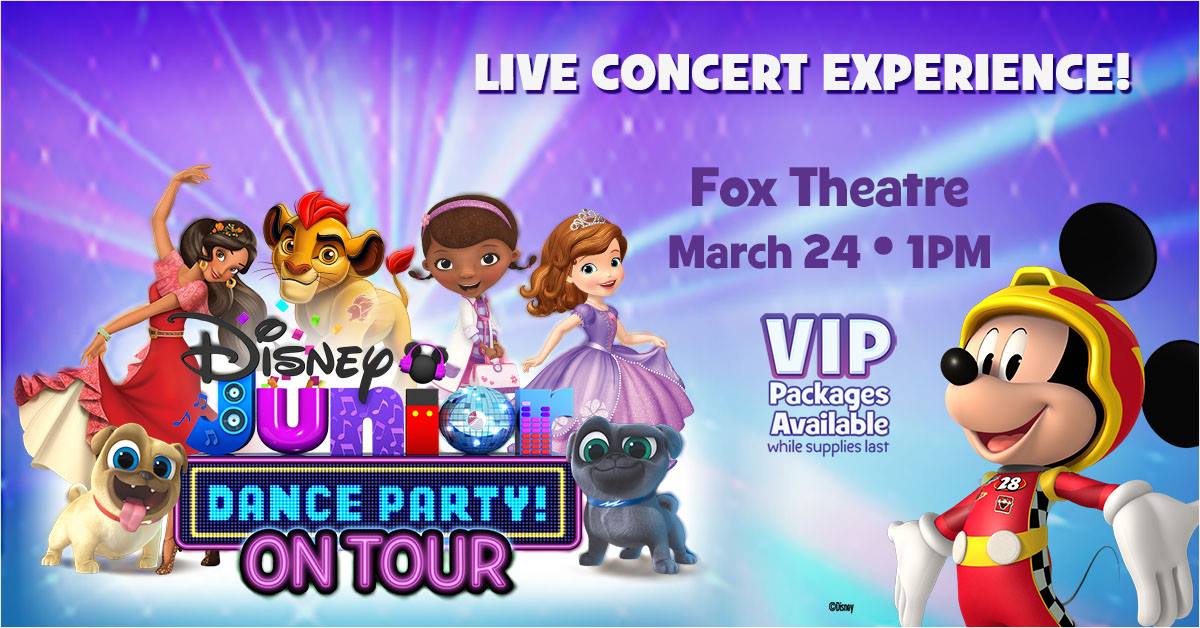 LIVE CONCERT EXPERIENCE!
Fox Theatre
March 24 • 1PM
VIP
Packages
Available
while supplies last
Disney
Junior
DANCE PARTY!
ON TOUR
28
©Disney